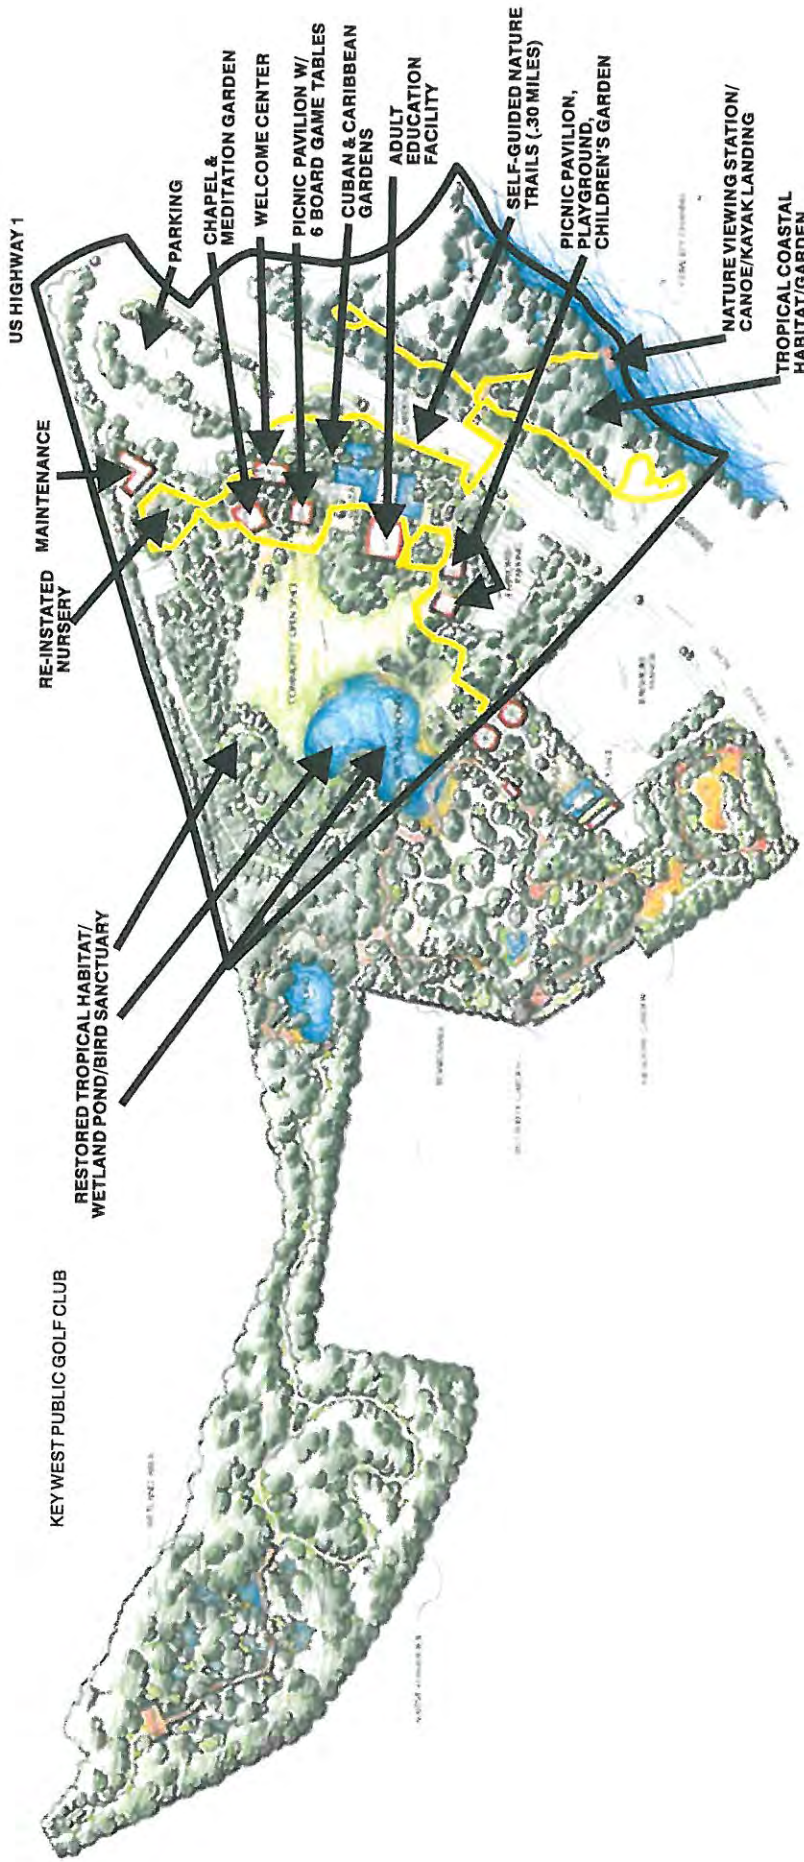 US HIGHWAY 1
PARKING
CHAPEL &
MEDITATION GARDEN
WELCOME CENTER
PICNIC PAVILION W/
6 BOARD GAME TABLES
CUBAN & CARIBBEAN
GARDENS
ADULT
EDUCATION
FACILITY
SELF-GUIDED NATURE
TRAILS (.30 MILES)
PICNIC PAVILION,
PLAYGROUND,
CHILDREN'S GARDEN
NATURE VIEWING STATION/
CANOE/KAYAK LANDING
TROPICAL COASTAL
HABITAT/GARDEN
MAINTENANCE
RE-INSTATED
NURSERY
COMMUNITY OPEN SPACE
RESTORED TROPICAL HABITAT/
WETLAND POND/BIRD SANCTUARY
KEY WEST PUBLIC GOLF CLUB